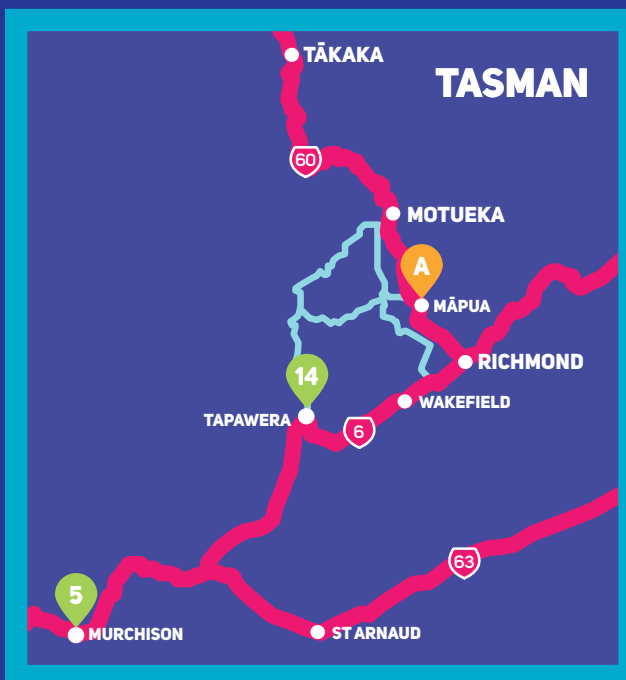 TĀKAKA
TASMAN
60
MOTUEKA
A
MĀPUA
RICHMOND
14
WAKEFIELD
TAPAWERA
6
63
5
MURCHISON
ST ARNAUD